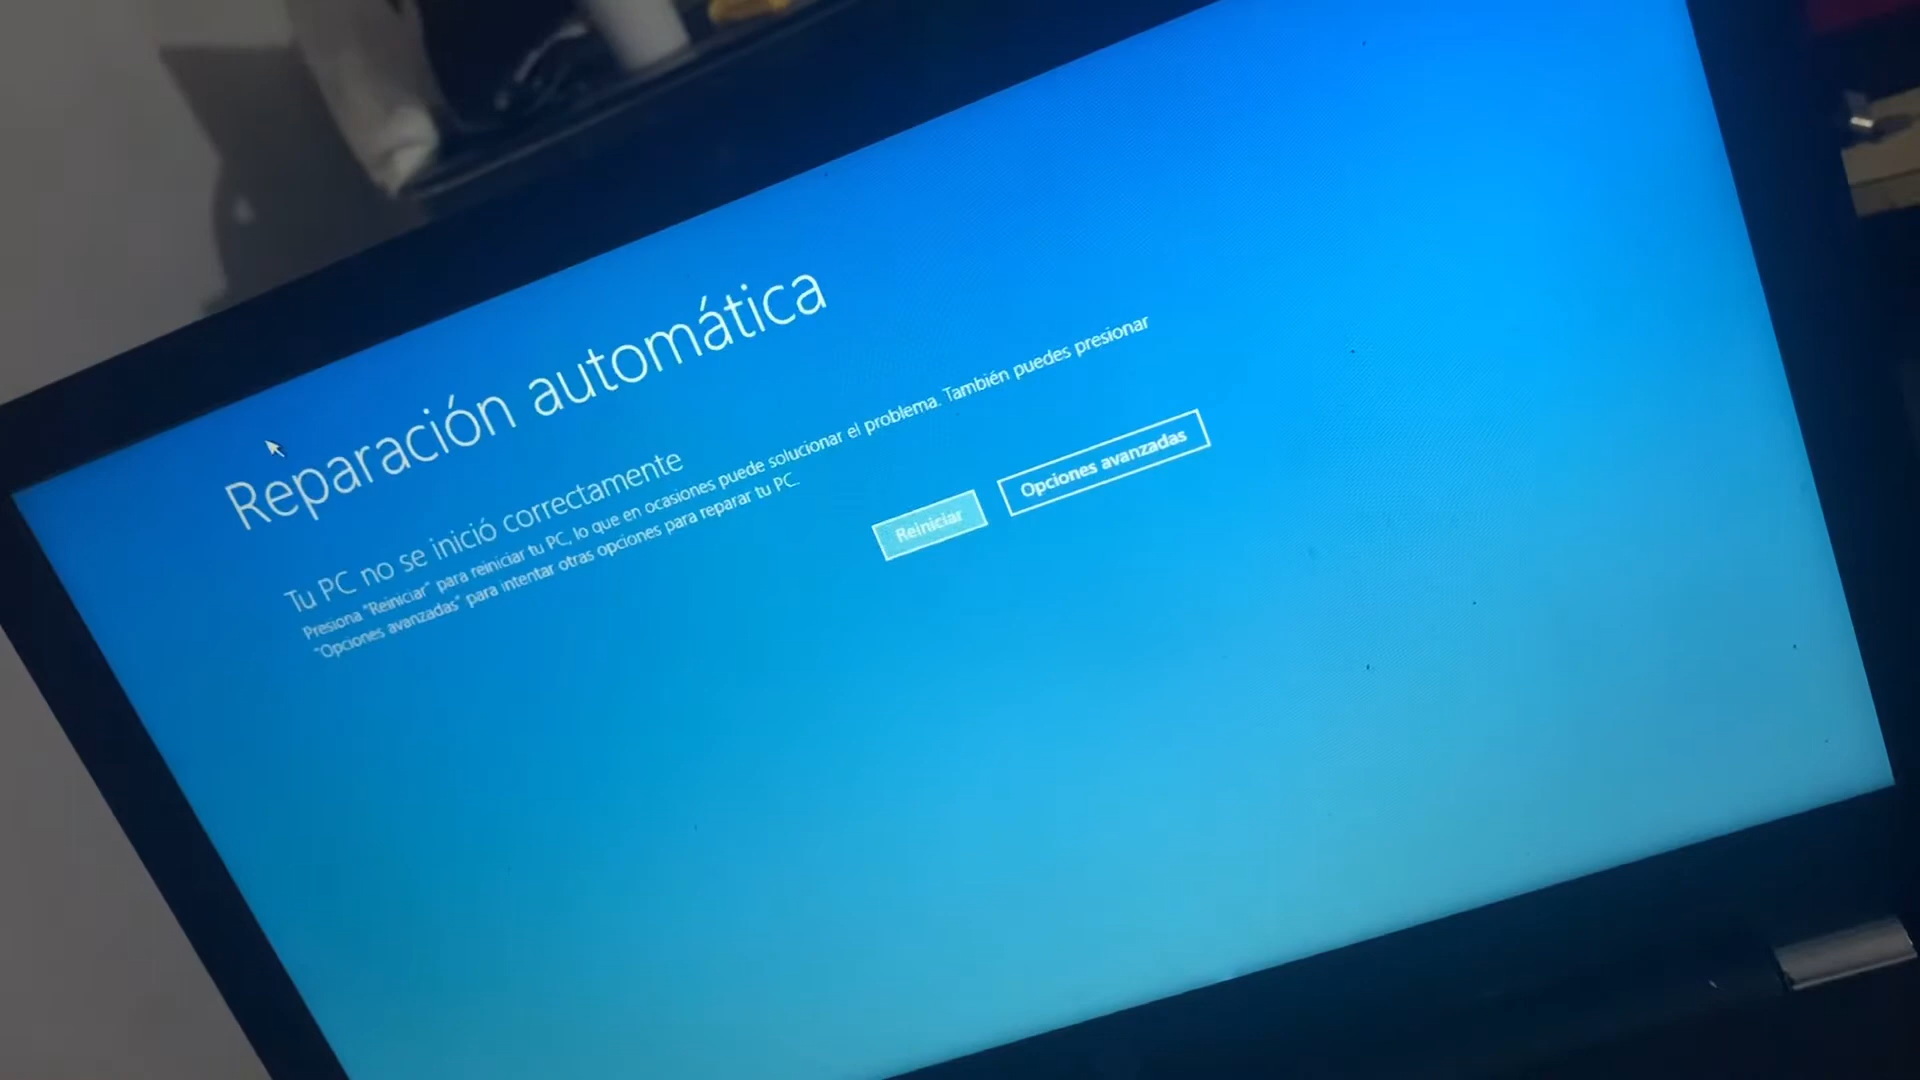 Reparación automática
Tu PC no se inició correctamente
Presiona "Reiniciar" para reiniciar tu PC, lo que en ocasiones puede solucionar el problema. También puedes presionar
"Opciones avanzadas" para intentar otras opciones para reparar tu PC.
Reiniciar
Opciones avanzadas